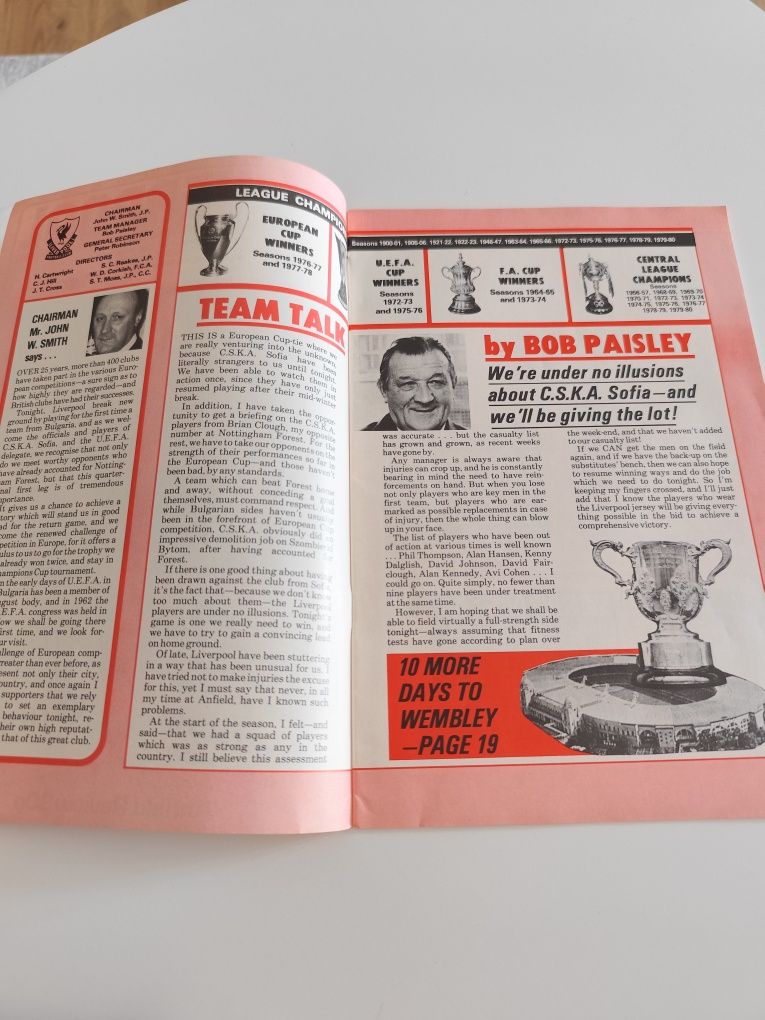 CHAIRMAN
John W. Smith, J.P.
TEAM MANAGER
Bob Paisley
GENERAL SECRETARY
Peter Robinson
DIRECTORS
H. Cartwright
C. J. Hill
J. T. Cross
S. C. Reakes, J.P.
W. D. Corkish, F.C.A.
S. T. Moss, J.P., C.C.
CHAIRMAN
Mr. JOHN
W. SMITH
says . . .
OVER 25 years, more than 400 clubs
have taken part in the various Euro-
pean competitions—a sure sign as to
how highly they are regarded—and
British clubs have had their successes.
Tonight, Liverpool break new
ground by playing for the first time a
team from Bulgaria, and as we wel-
come the officials and players of
C.S.K.A. Sofia, and the U.E.F.A.
delegate, we recognise that not only
do we meet worthy opponents who
have already accounted for Notting-
Forest, but that this quarter-
first leg is of tremendous
It gives us a chance to achieve a
which will stand us in good
for the return game, and we
the renewed challenge of
in Europe, for it offers a
to us to go for the trophy we
already won twice, and stay in
Cup tournament.
In the early days of U.E.F.A. in
Bulgaria has been a member of
body, and in 1962 the
congress was held in
we shall be going there
time, and we look for-
visit.
of European comp-
greater than ever before, as
not only their city,
and once again I
supporters that we rely
to set an exemplary
behaviour tonight, re-
own high reputat-
that of this great club.
LEAGUE
EUROPEAN
CUP
WINNERS
Seasons 1976-77
and 1977-78
TEAM TALK
THIS IS a European Cup-tie where we
are really venturing into the unknown,
because C.S.K.A. Sofia have been
literally strangers to us until tonight.
We have been able to watch them in
action once, since they have only just
resumed playing after their mid-winter
break.
In addition, I have taken the oppor-
tunity to get a briefing on the C.S.K.A.
players from Brian Clough, my opposite
number at Nottingham Forest. For the
rest, we have to take our opponents on the
strength of their performances so far in
the European Cup—and those haven't
been bad, by any standards.
A team which can beat Forest home
and away, without conceding a goal
themselves, must command respect. And
while Bulgarian sides haven't usually
been in the forefront of European Cup
competition, C.S.K.A. obviously did an
impressive demolition job on Szombierki
Bytom, after having accounted for
Forest.
If there is one good thing about having
been drawn against the club from Sofia,
it's the fact that—because we don't know
too much about them—the Liverpool
players are under no illusions. Tonight's
game is one we really need to win, and
we have to try to gain a convincing lead
on home ground.
Of late, Liverpool have been stuttering
in a way that has been unusual for us. I
have tried not to make injuries the excuse
for this, yet I must say that never, in all
my time at Anfield, have I known such
problems.
At the start of the season, I felt—and
said—that we had a squad of players
which was as strong as any in the
country. I still believe this assessment
Seasons 1900-01, 1905-06, 1921-22, 1922-23, 1946-47, 1963-64, 1965-66, 1972-73, 1975-76, 1976-77, 1978-79, 1979-80
U.E.F.A.
CUP
WINNERS
Seasons
1972-73
and 1975-76
F.A. CUP
WINNERS
Seasons 1964-65
and 1973-74
CENTRAL
LEAGUE
CHAMPIONS
Seasons
1956-57, 1968-69, 1969-70
1970-71, 1972-73, 1973-74
1974-75, 1975-76, 1976-77
1978-79, 1979-80
by BOB PAISLEY
We're under no illusions
about C.S.K.A. Sofia—and
we'll be giving the lot!
was accurate . . . but the casualty list
has grown and grown, as recent weeks
have gone by.
Any manager is always aware that
injuries can crop up, and he is constantly
bearing in mind the need to have rein-
forcements on hand. But when you lose
not only players who are key men in the
first team, but players who are ear-
marked as possible replacements in case
of injury, then the whole thing can blow
up in your face.
The list of players who have been out
of action at various times is well known
. . . Phil Thompson, Alan Hansen, Kenny
Dalglish, David Johnson, David Fair-
clough, Alan Kennedy, Avi Cohen . . . I
could go on. Quite simply, no fewer than
nine players have been under treatment
at the same time.
However, I am hoping that we shall be
able to field virtually a full-strength side
tonight—always assuming that fitness
tests have gone according to plan over
the week-end, and that we haven't added
to our casualty list!
If we CAN get the men on the field
again, and if we have the back-up on the
substitutes' bench, then we can also hope
to resume winning ways and do the job
which we need to do tonight. So I'm
keeping my fingers crossed, and I'll just
add that I know the players who wear
the Liverpool jersey will be giving every-
thing possible in the bid to achieve a
comprehensive victory.
10 MORE
DAYS TO
WEMBLEY
—PAGE 19